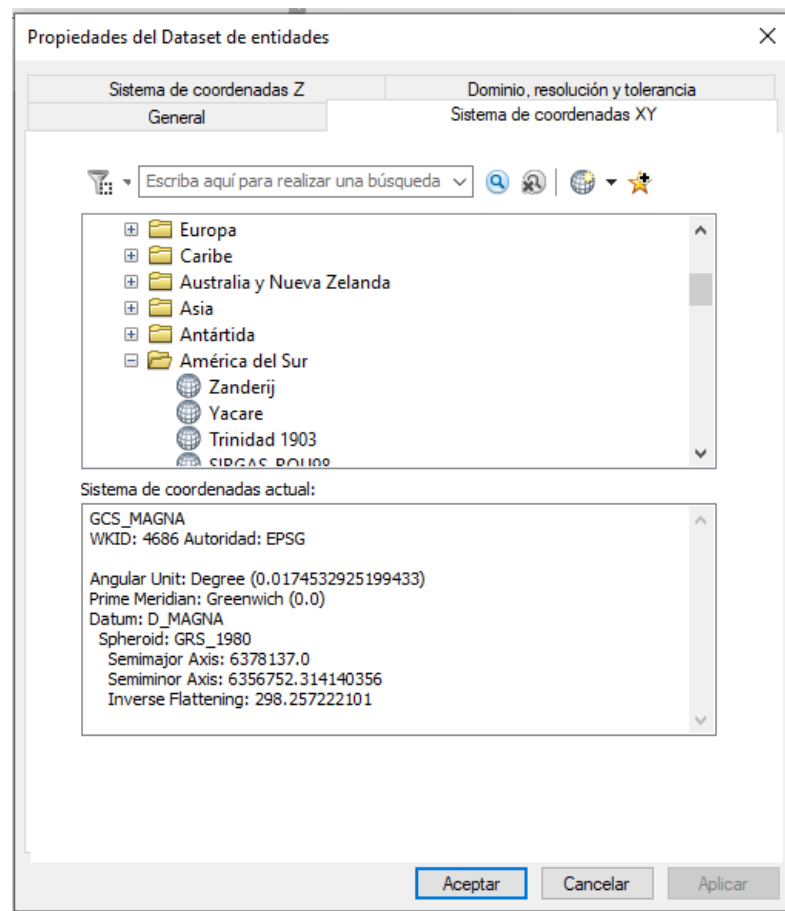 Propiedades del Dataset de entidades
Sistema de coordenadas Z
Dominio, resolución y tolerancia
General
Sistema de coordenadas XY
Escriba aquí para realizar una búsqueda
Europa
Caribe
Australia y Nueva Zelanda
Asia
Antártida
América del Sur
Zanderij
Yacare
Trinidad 1903
SIRGAS_ROU98
Sistema de coordenadas actual:
GCS_MAGNA
WKID: 4686 Autoridad: EPSG
Angular Unit: Degree (0.0174532925199433)
Prime Meridian: Greenwich (0.0)
Datum: D_MAGNA
Spheroid: GRS_1980
Semimajor Axis: 6378137.0
Semiminor Axis: 6356752.314140356
Inverse Flattening: 298.257222101
Aceptar
Cancelar
Aplicar